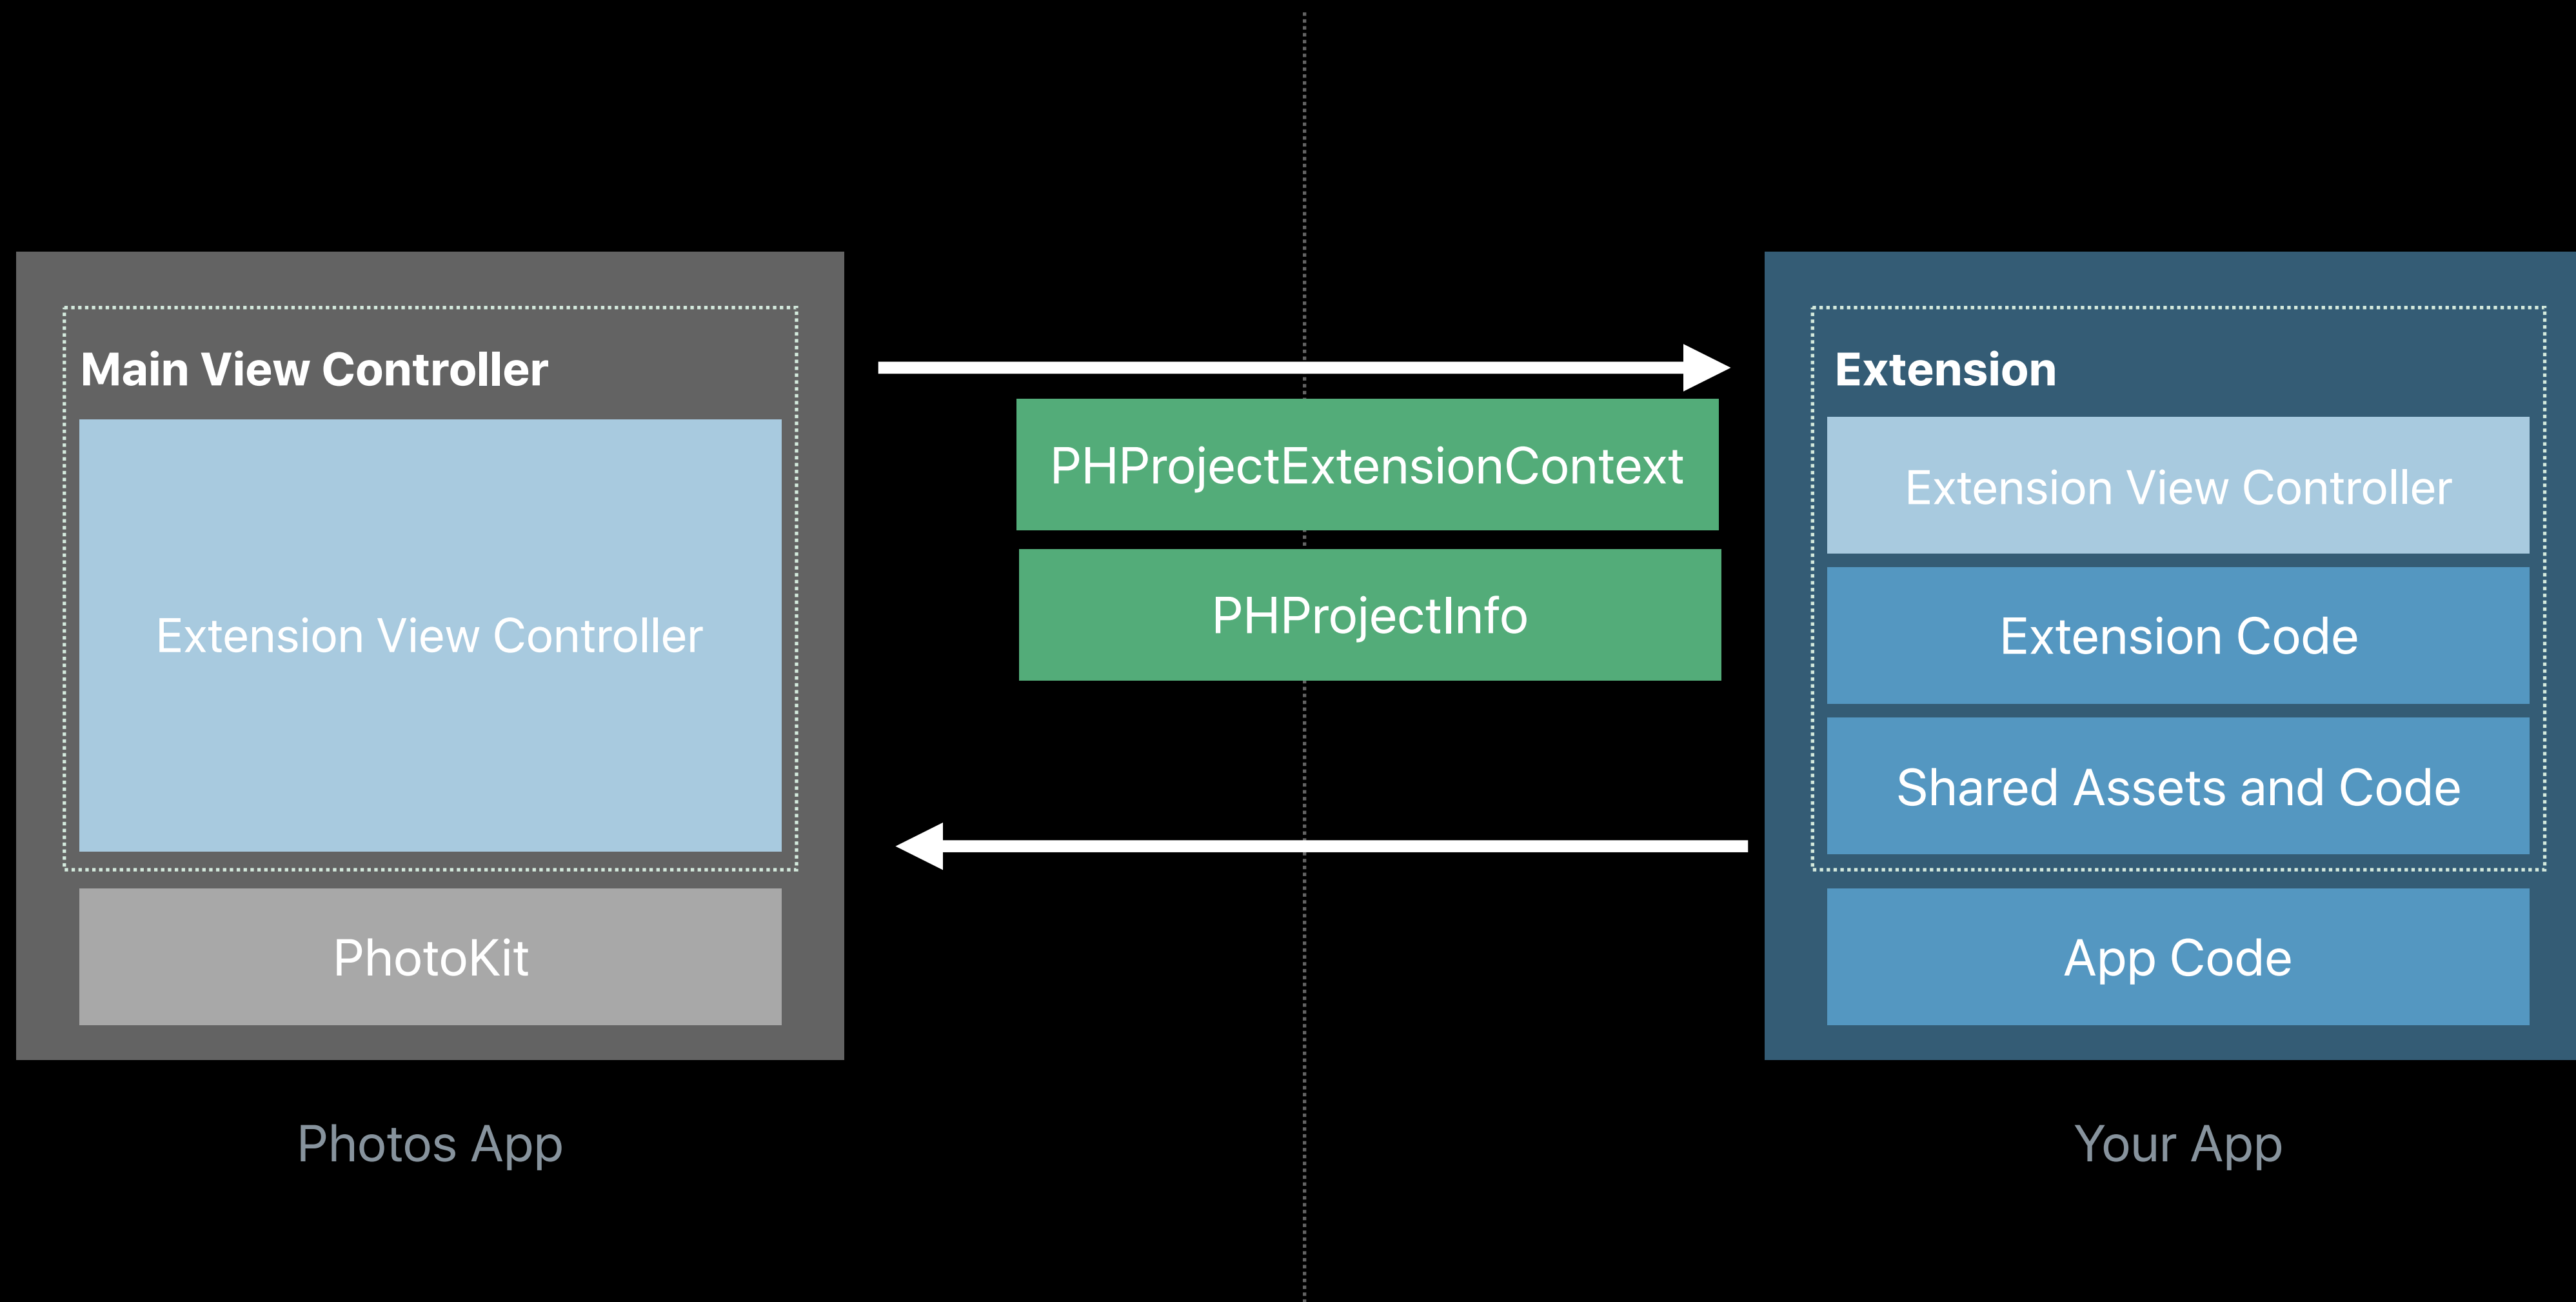 Main View Controller
Extension View Controller
PhotoKit
Photos App
PHProjectExtensionContext
PHProjectInfo
Extension
Extension View Controller
Extension Code
Shared Assets and Code
App Code
Your App